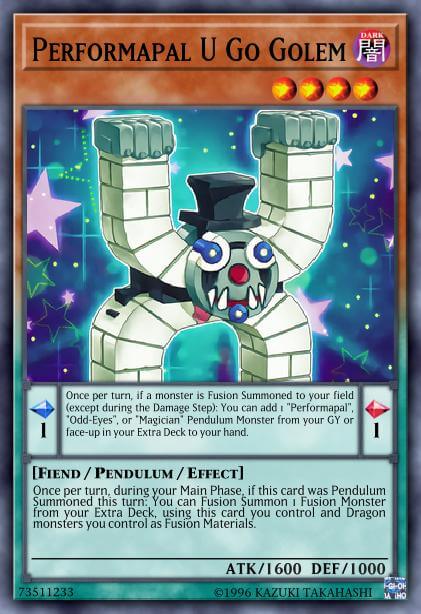 PERFORMAPAL U GO GOLEM
DARK
闇
Once per turn, if a monster is Fusion Summoned to your field
(except during the Damage Step): You can add 1 "Performapal",
"Odd-Eyes", or "Magician" Pendulum Monster from your GY or
face-up in your Extra Deck to your hand.
1
1
[FIEND / PENDULUM / EFFECT]
Once per turn, during your Main Phase, if this card was Pendulum
Summoned this turn: You can Fusion Summon 1 Fusion Monster
from your Extra Deck, using this card you control and Dragon
monsters you control as Fusion Materials.
ATK/1600 DEF/1000
73511233
©1996 KAZUKI TAKAHASHI